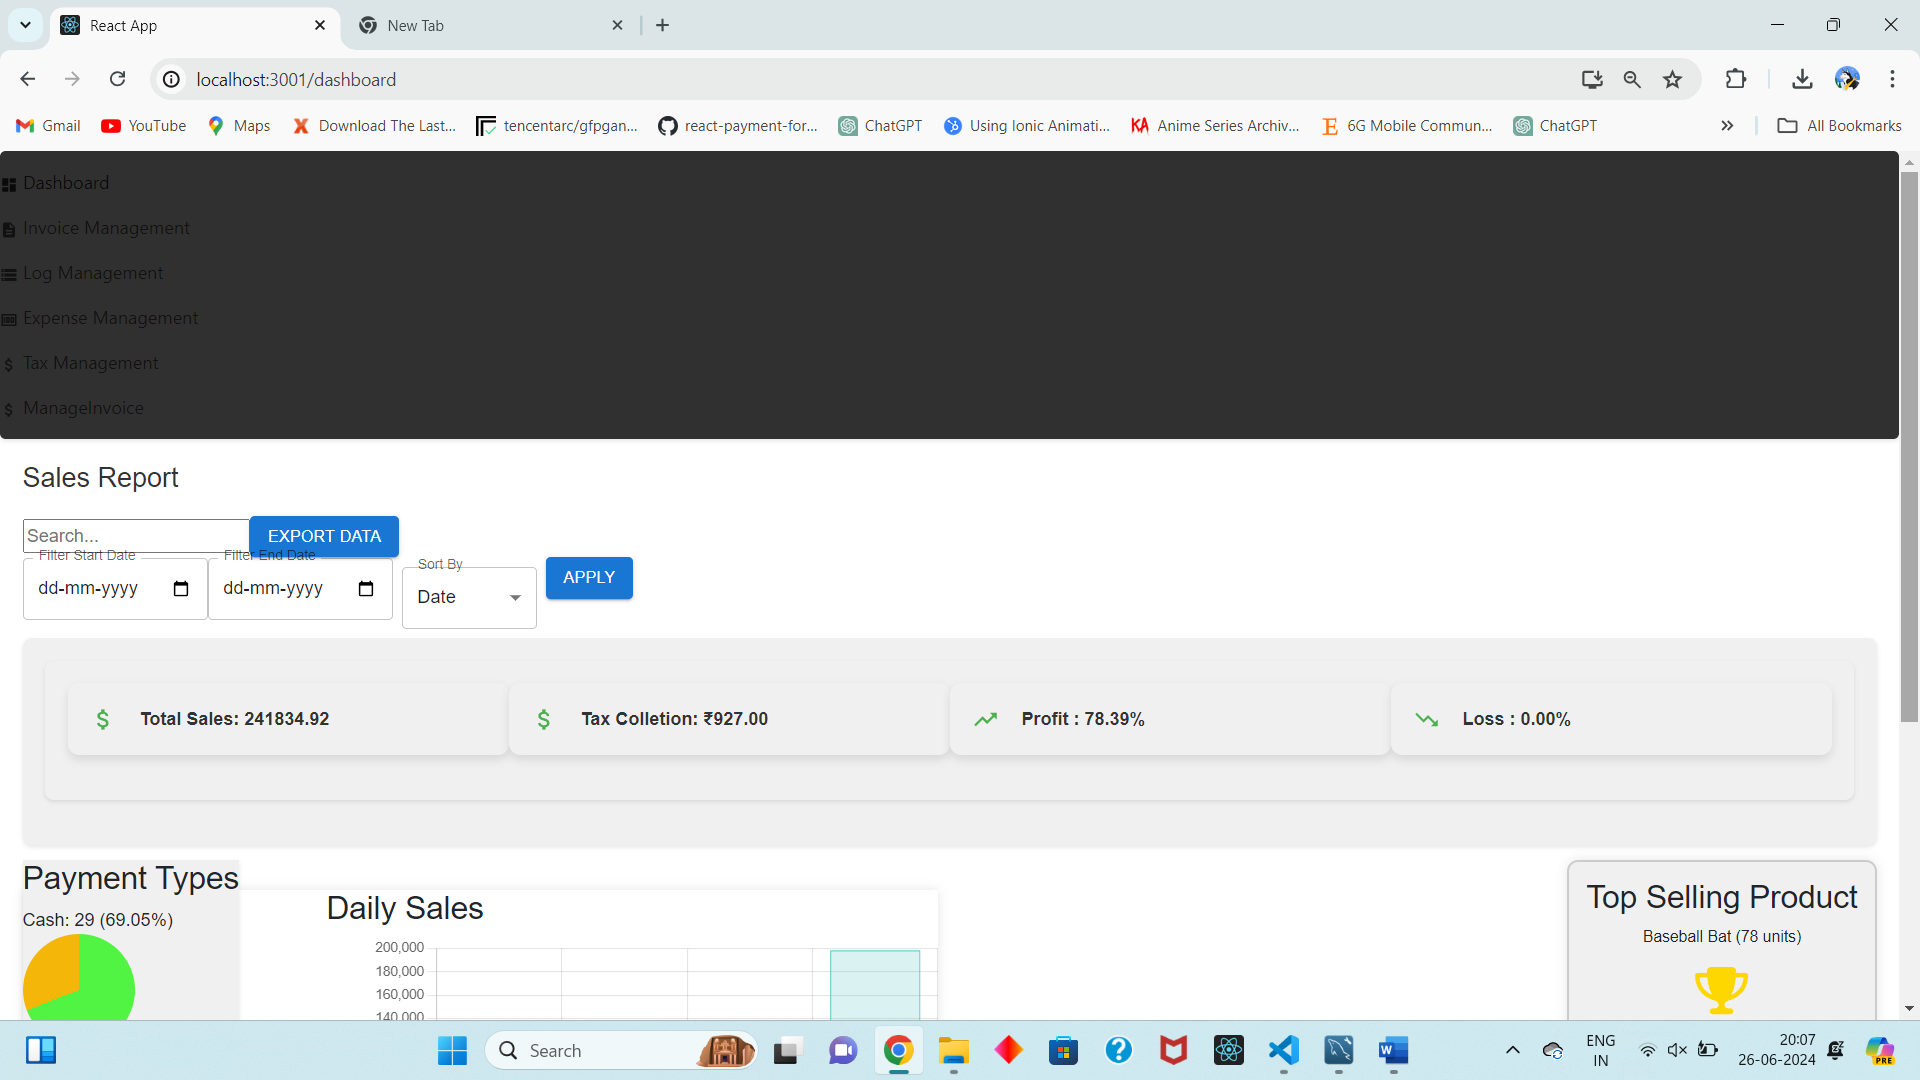 React App
New Tab
localhost:3001/dashboard
Gmail
YouTube
Maps
Download The Last...
tencentarc/gfpgan...
react-payment-for...
ChatGPT
Using Ionic Animati...
KA Anime Series Archiv...
E 6G Mobile Commun...
ChatGPT
All Bookmarks
Dashboard
Invoice Management
Log Management
Expense Management
$ Tax Management
$ ManageInvoice
Sales Report
Search...
EXPORT DATA
Filter Start Date
Filter End Date
Sort By
dd-mm-yyyy
dd-mm-yyyy
Date
APPLY
$ Total Sales: 241834.92
$ Tax Colletion: ₹927.00
Profit : 78.39%
Loss : 0.00%
Payment Types
Cash: 29 (69.05%)
Daily Sales
200,000
180,000
160,000
140,000
Top Selling Product
Baseball Bat (78 units)
Search
W
ENG
IN
20:07
26-06-2024
PRE